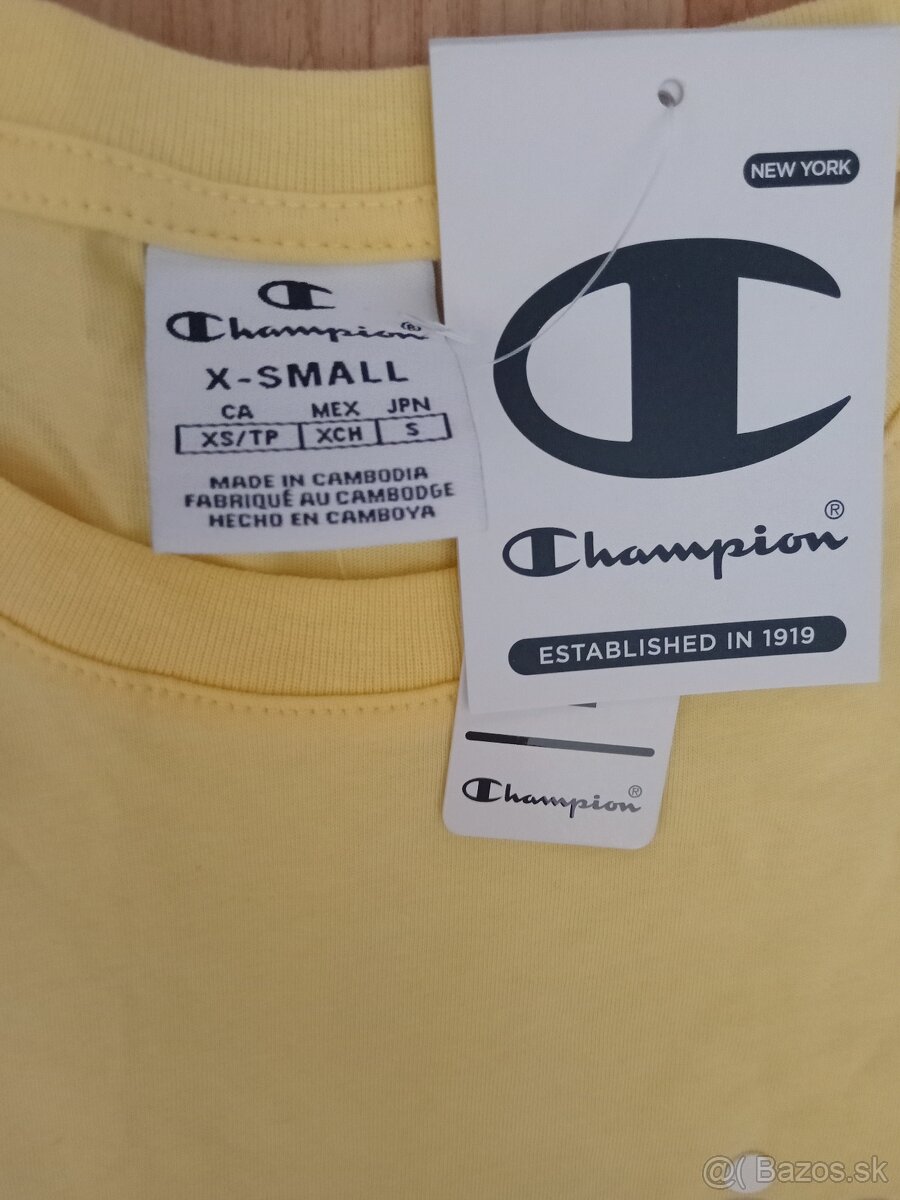 Champion®
X-SMALL
CA MEX JPN
XS/TP XCH S
MADE IN CAMBODIA
FABRIQUÉ AU CAMBODGE
HECHO EN CAMBOYA
NEW YORK
Champion®
ESTABLISHED IN 1919
Champion®
@( Bazos.sk